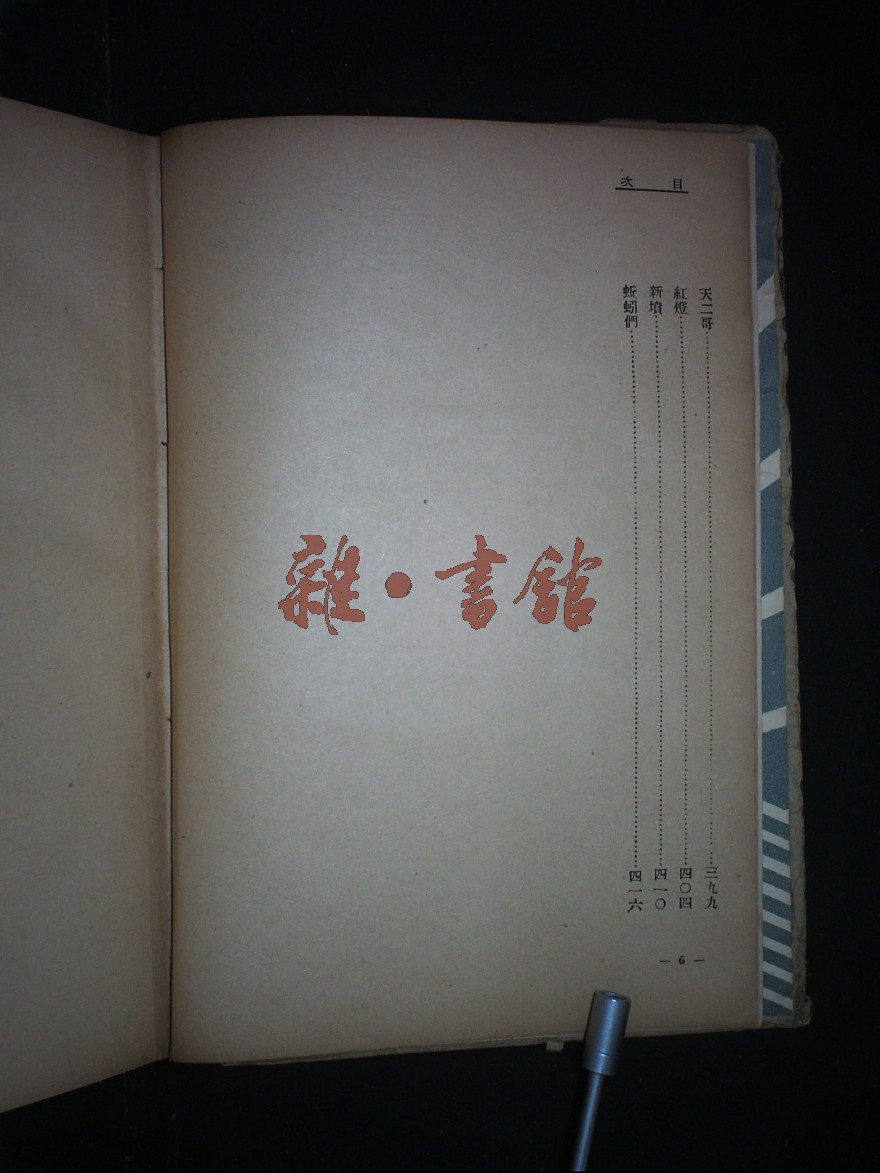 目次
天二哥……三九九
紅燈……四〇四
新墳……四一〇
蚯蚓們……四一六
— 6 —
雜·書館